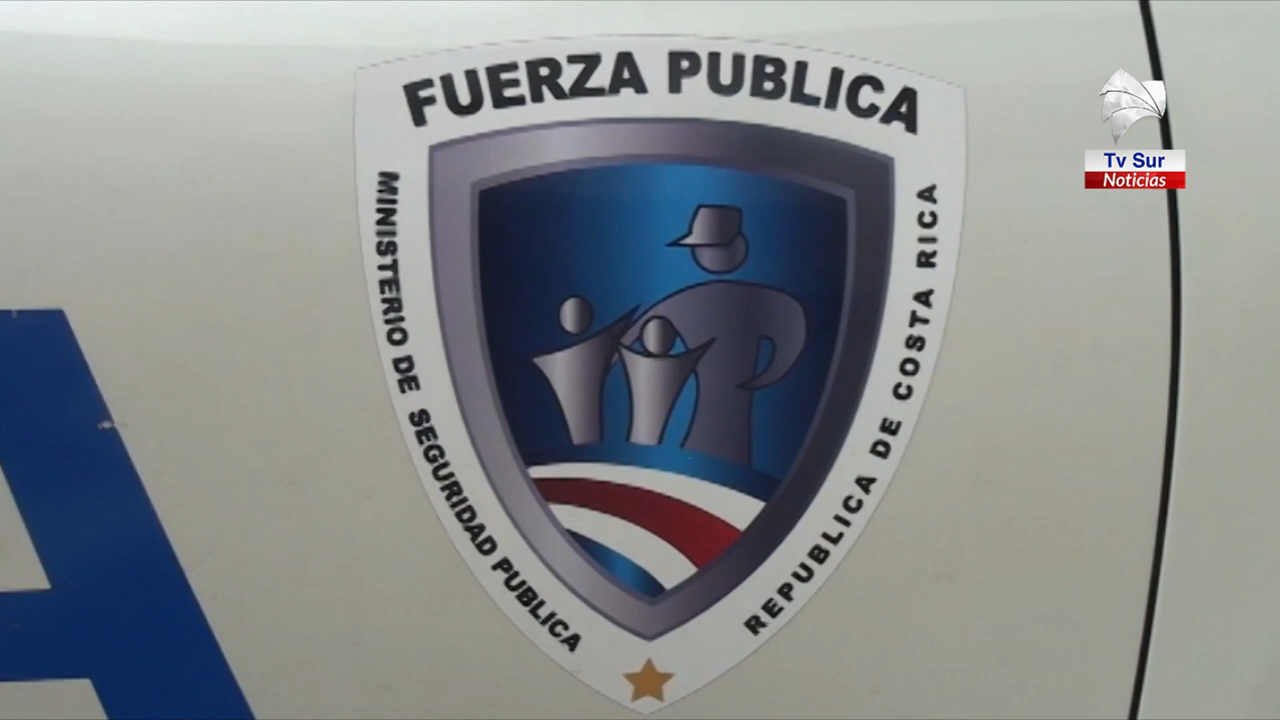 FUERZA PUBLICA
MINISTERIO DE SEGURIDAD PUBLICA
REPUBLICA DE COSTA RICA
Tv Sur
Noticias
A